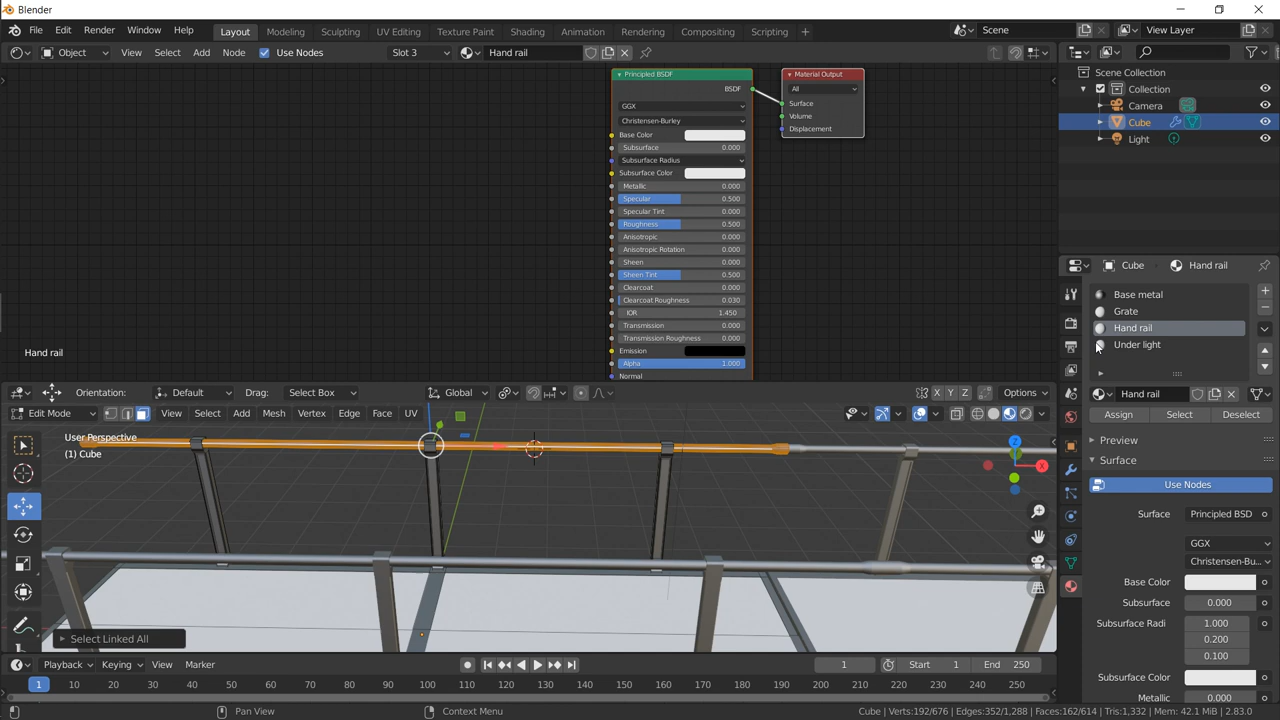 Blender
File Edit Render Window Help Layout Modeling Sculpting UV Editing Texture Paint Shading Animation Rendering Compositing Scripting + Scene View Layer
Object View Select Add Node Use Nodes Slot 3 Hand rail
Scene Collection
Collection
Camera
Cube
Light
Principled BSDF
BSDF
GGX
Christensen-Burley
Base Color
Subsurface 0.000
Subsurface Radius
Subsurface Color
Metallic 0.000
Specular 0.500
Specular Tint 0.000
Roughness 0.500
Anisotropic 0.000
Anisotropic Rotation 0.000
Sheen 0.000
Sheen Tint 0.500
Clearcoat 0.000
Clearcoat Roughness 0.030
IOR 1.450
Transmission 0.000
Transmission Roughness 0.000
Emission
Alpha 1.000
Normal
Material Output
All
Surface
Volume
Displacement
Hand rail
Cube Hand rail
Base metal
Grate
Hand rail
Under light
Hand rail
Assign Select Deselect
Preview
Surface
Use Nodes
Surface Principled BSD
GGX
Christensen-Bu...
Base Color
Subsurface 0.000
Subsurface Radi 1.000
0.200
0.100
Subsurface Color
Metallic 0.000
Orientation: Default Drag: Select Box Global X Y Z Options
Edit Mode View Select Add Mesh Vertex Edge Face UV
User Perspective
(1) Cube
Z
X
Select Linked All
Playback Keying View Marker 1 Start 1 End 250
1 10 20 30 40 50 60 70 80 90 100 110 120 130 140 150 160 170 180 190 200 210 220 230 240 250
Select Pan View Context Menu Cube | Verts:192/676 | Edges:352/1,288 | Faces:162/614 | Tris:1,332 | Mem: 42.1 MiB | 2.83.0